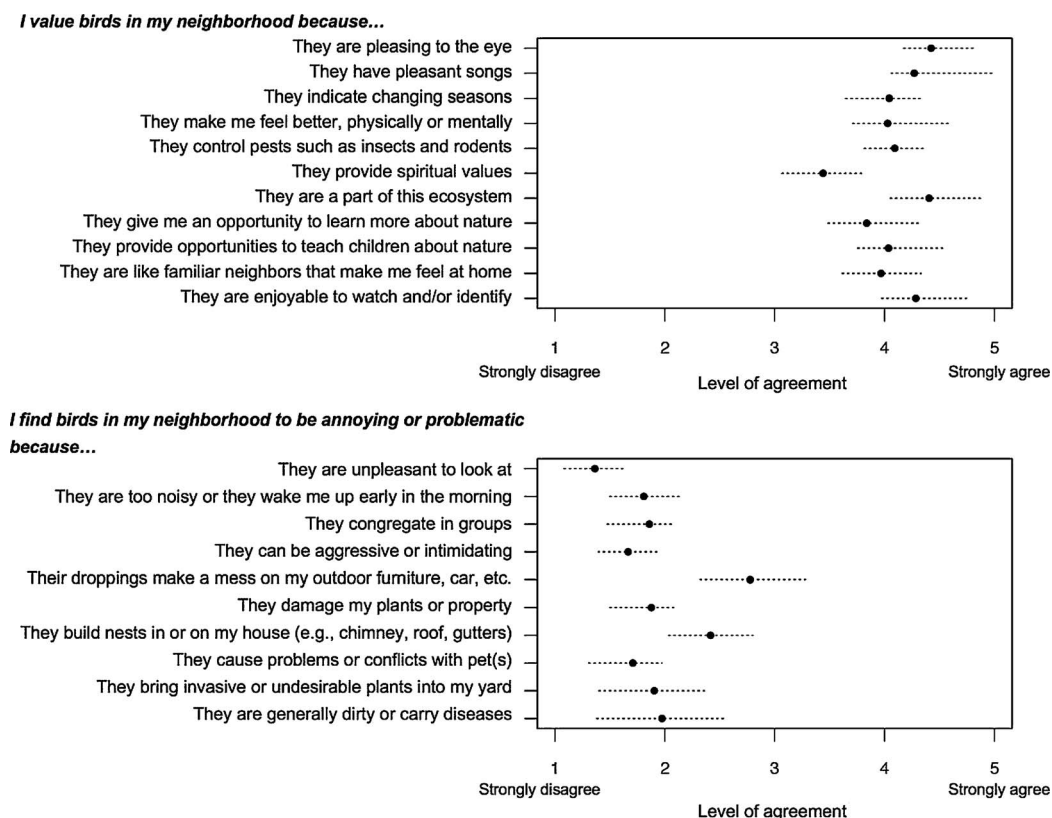 I value birds in my neighborhood because…
They are pleasing to the eye
They have pleasant songs
They indicate changing seasons
They make me feel better, physically or mentally
They control pests such as insects and rodents
They provide spiritual values
They are a part of this ecosystem
They give me an opportunity to learn more about nature
They provide opportunities to teach children about nature
They are like familiar neighbors that make me feel at home
They are enjoyable to watch and/or identify
1 2 3 4 5
Strongly disagree Strongly agree
Level of agreement
I find birds in my neighborhood to be annoying or problematic
because…
They are unpleasant to look at
They are too noisy or they wake me up early in the morning
They congregate in groups
They can be aggressive or intimidating
Their droppings make a mess on my outdoor furniture, car, etc.
They damage my plants or property
They build nests in or on my house (e.g., chimney, roof, gutters)
They cause problems or conflicts with pet(s)
They bring invasive or undesirable plants into my yard
They are generally dirty or carry diseases
1 2 3 4 5
Strongly disagree Strongly agree
Level of agreement